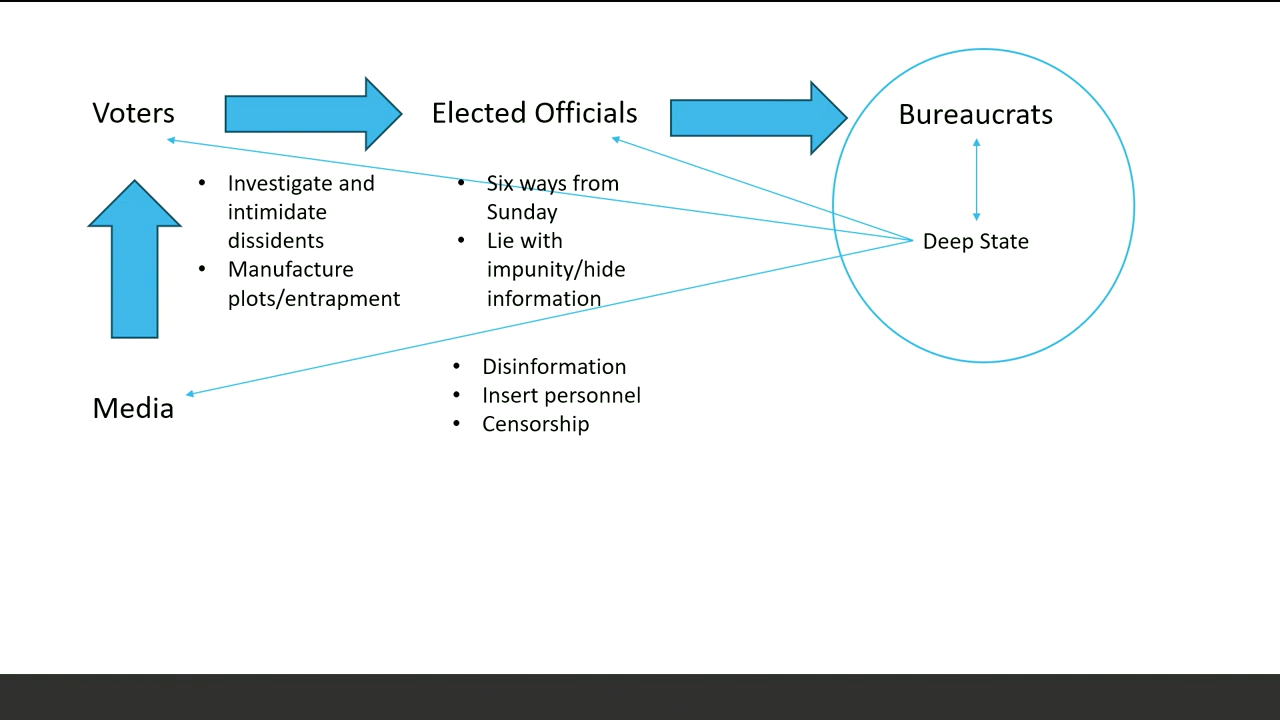 Voters
Elected Officials
Bureaucrats
• Investigate and
intimidate
dissidents
• Manufacture
plots/entrapment
• Six ways from
Sunday
• Lie with
impunity/hide
information
Deep State
Media
• Disinformation
• Insert personnel
• Censorship